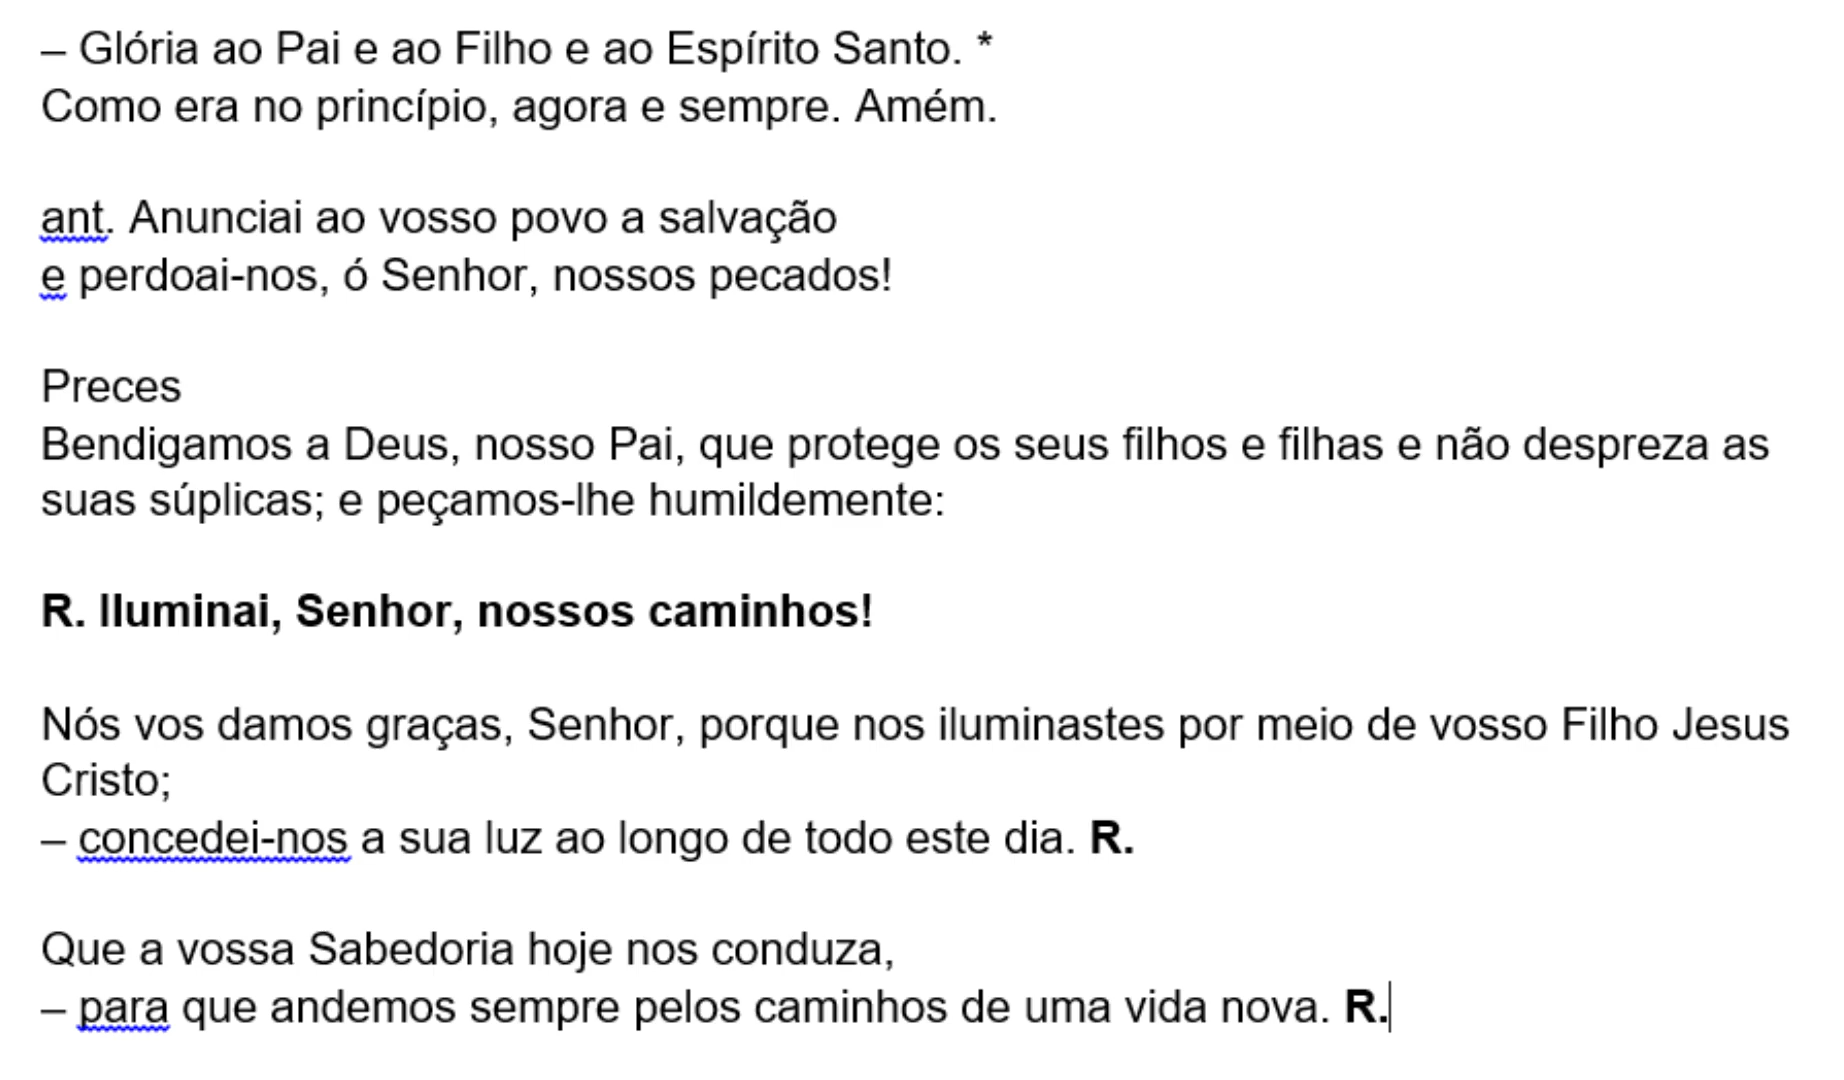 – Glória ao Pai e ao Filho e ao Espírito Santo. *
Como era no princípio, agora e sempre. Amém.
ant. Anunciai ao vosso povo a salvação
e perdoai-nos, ó Senhor, nossos pecados!
Preces
Bendigamos a Deus, nosso Pai, que protege os seus filhos e filhas e não despreza as
suas súplicas; e peçamos-lhe humildemente:
R. Iluminai, Senhor, nossos caminhos!
Nós vos damos graças, Senhor, porque nos iluminastes por meio de vosso Filho Jesus
Cristo;
– concedei-nos a sua luz ao longo de todo este dia. R.
Que a vossa Sabedoria hoje nos conduza,
– para que andemos sempre pelos caminhos de uma vida nova. R.